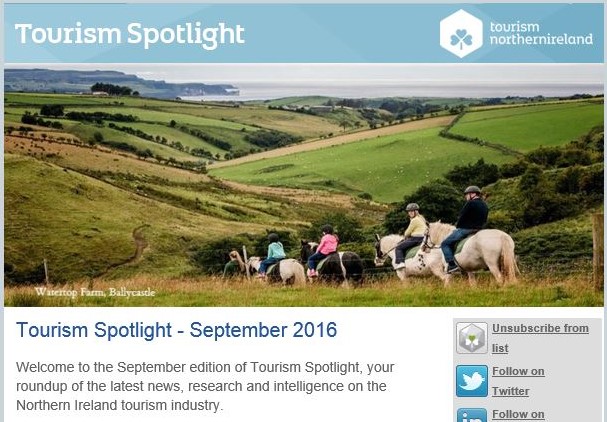 Tourism Spotlight
tourism
northernireland
Watertop Farm, Ballycastle
Tourism Spotlight - September 2016
Welcome to the September edition of Tourism Spotlight, your
roundup of the latest news, research and intelligence on the
Northern Ireland tourism industry.
Unsubscribe from
list
Follow on
Twitter
Follow on